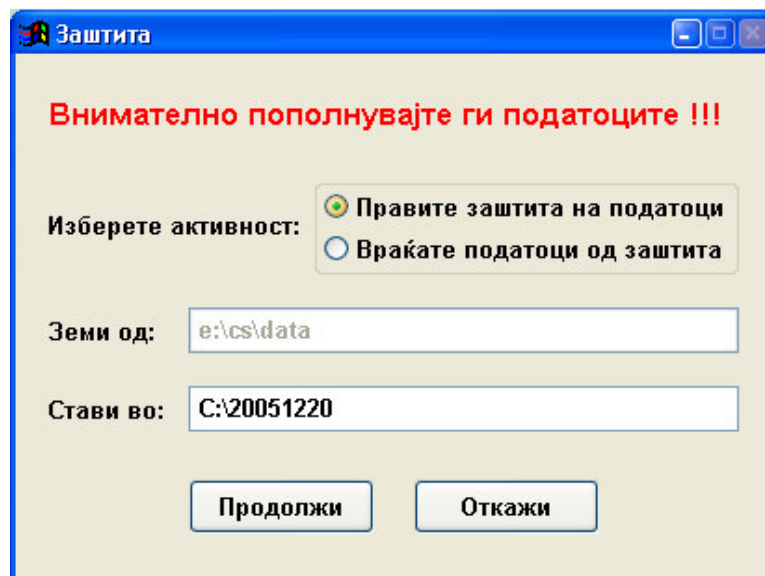 Заштита
Внимателно пополнувајте ги податоците !!!
Изберете активност:
Правите заштита на податоци
Враќате податоци од заштита
Земи од: e:\cs\data
Стави во: C:\20051220
Продолжи Откажи